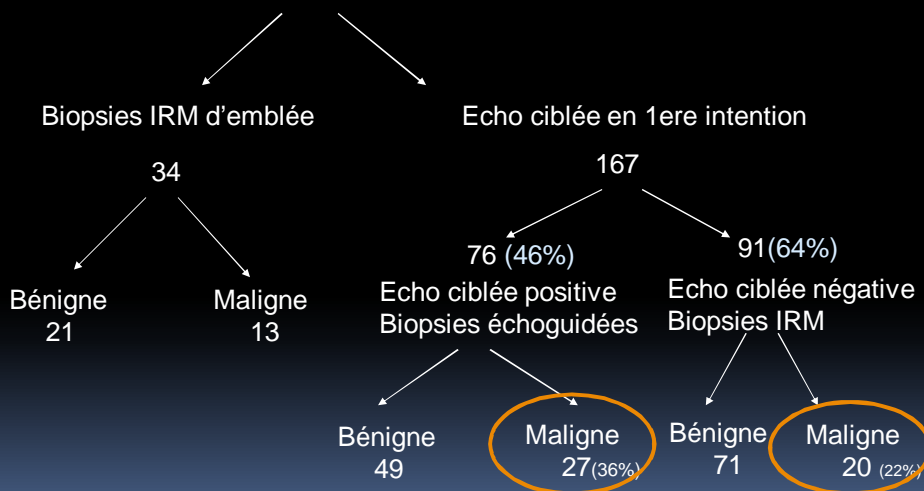 Biopsies IRM d'emblée
34
Bénigne
21
Maligne
13
Echo ciblée en 1ere intention
167
76 (46%)
Echo ciblée positive
Biopsies échoguidées
91(64%)
Echo ciblée négative
Biopsies IRM
Bénigne
49
Maligne
27(36%)
Bénigne
71
Maligne
20 (22%)